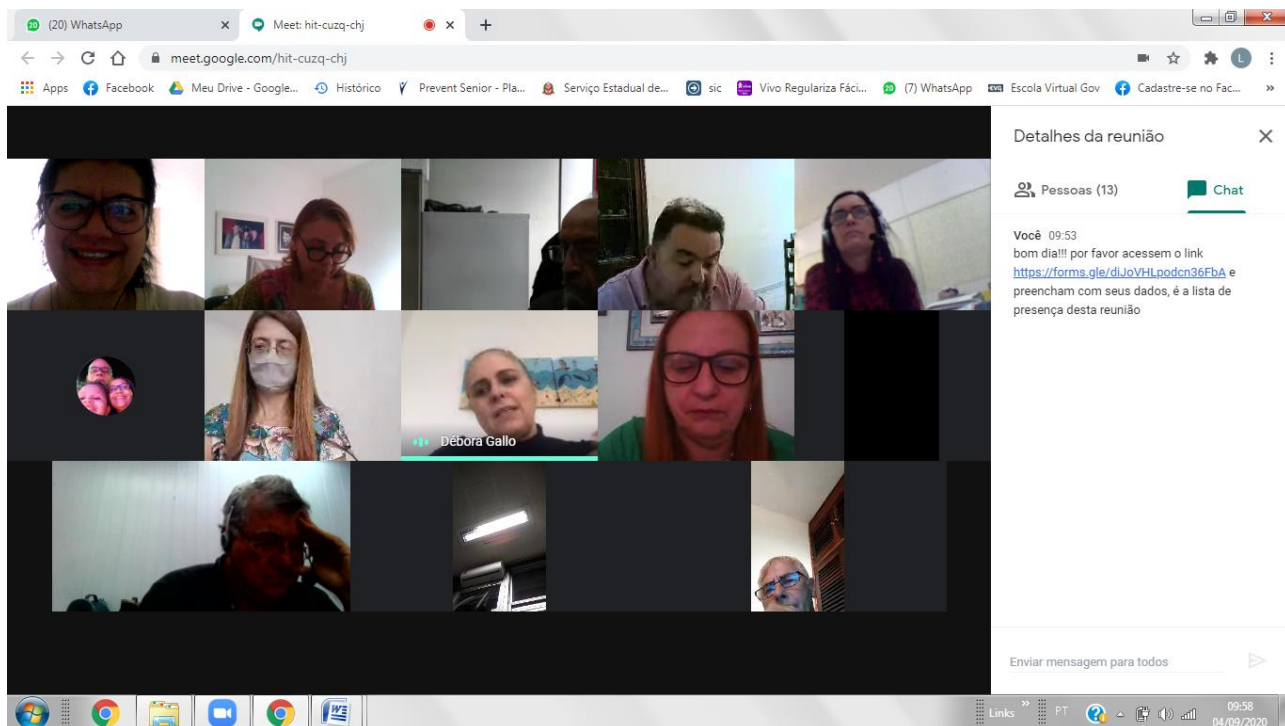 (20) WhatsApp
Meet: hit-cuzq-chj
meet.google.com/hit-cuzq-chj
Apps
Facebook
Meu Drive - Google...
Histórico
Prevent Senior - Pla...
Serviço Estadual de...
sic
Vivo Regulariza Fáci...
(7) WhatsApp
Escola Virtual Gov
Cadastre-se no Fac...
Detalhes da reunião
Pessoas (13)
Chat
Você 09:53
bom dia!!! por favor acessem o link
https://forms.gle/diJoVHLpodcn36FbA e
preencham com seus dados, é a lista de
presença desta reunião
Débora Gallo
Enviar mensagem para todos
Links
PT
09:58
04/09/2020